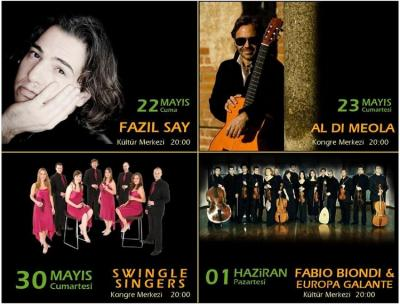 22 MAYIS
Cuma
FAZIL SAY
Kültür Merkezi 20:00
23 MAYIS
Cumartesi
AL DI MEOLA
Kongre Merkezi 20:00
30 MAYIS
Cumartesi
SWINGLE
SINGERS
Kongre Merkezi 20:00
01 HAZİRAN
Pazartesi
FABIO BIONDI &
EUROPA GALANTE
Kültür Merkezi 20:00